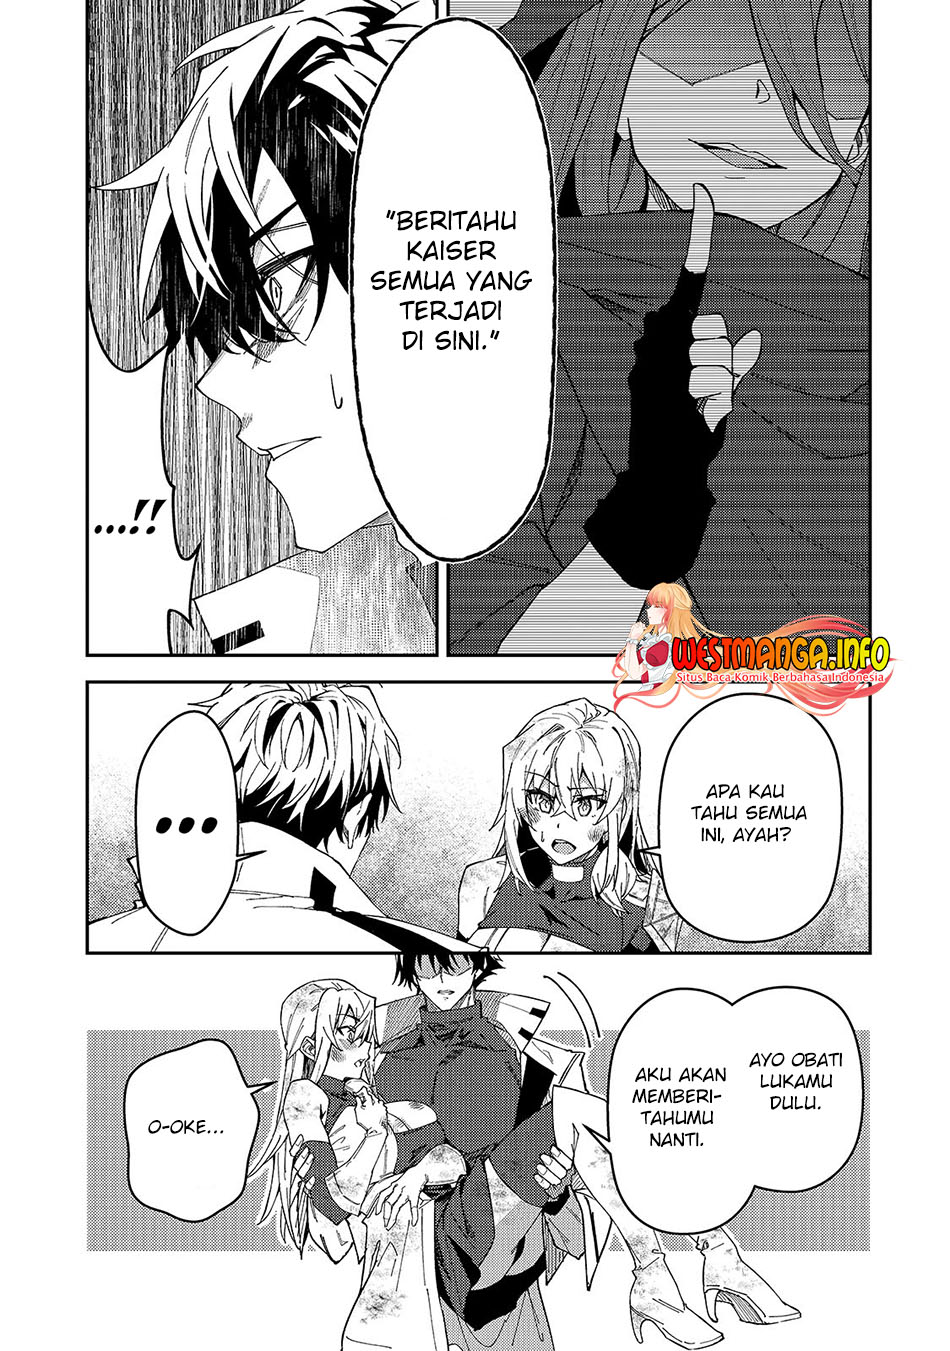 "BERITAHU
KAISER
SEMUA YANG
TERJADI
DI SINI."
...!!
WESTMANGA.INFO
Situs Baca Komik Berbahasa Indonesia
APA KAU
TAHU SEMUA
INI, AYAH?
...
AYO OBATI
LUKAMU
DULU.
AKU AKAN
MEMBERI-
TAHUMU
NANTI.
O-OKE...